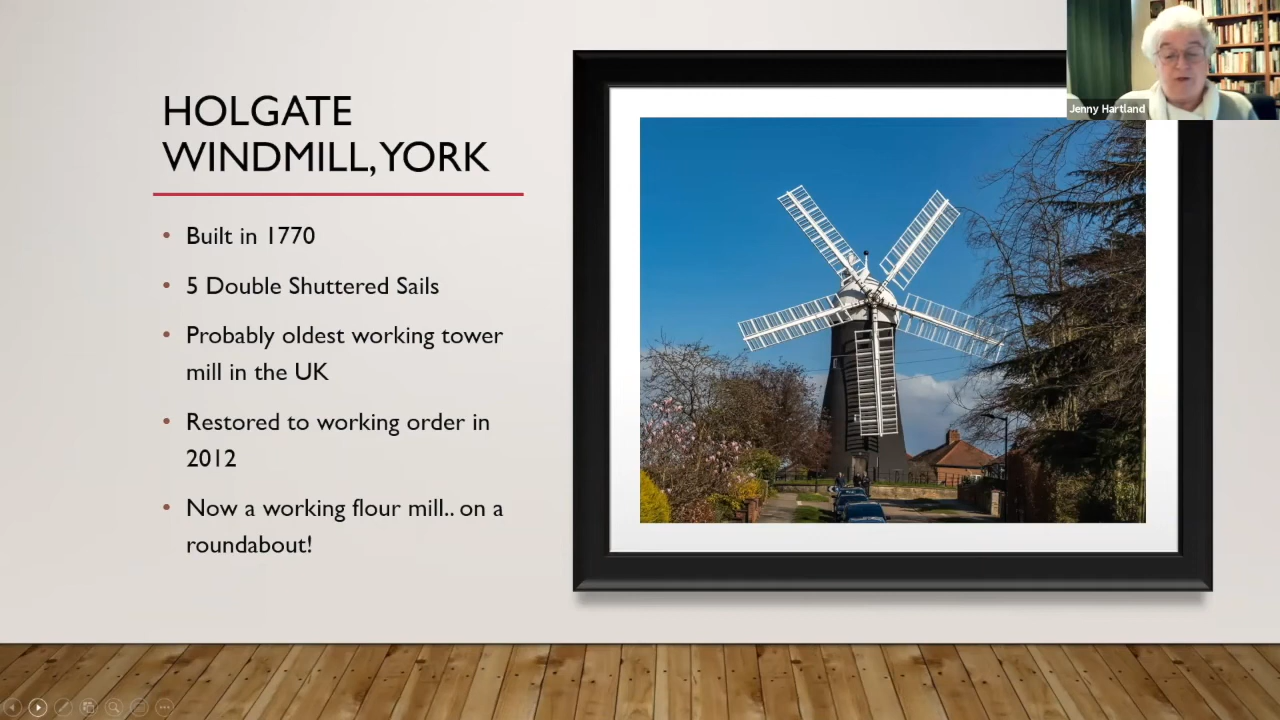 HOLGATE
WINDMILL, YORK
• Built in 1770
• 5 Double Shuttered Sails
• Probably oldest working tower
mill in the UK
• Restored to working order in
2012
• Now a working flour mill.. on a
roundabout!
Jenny Hartland